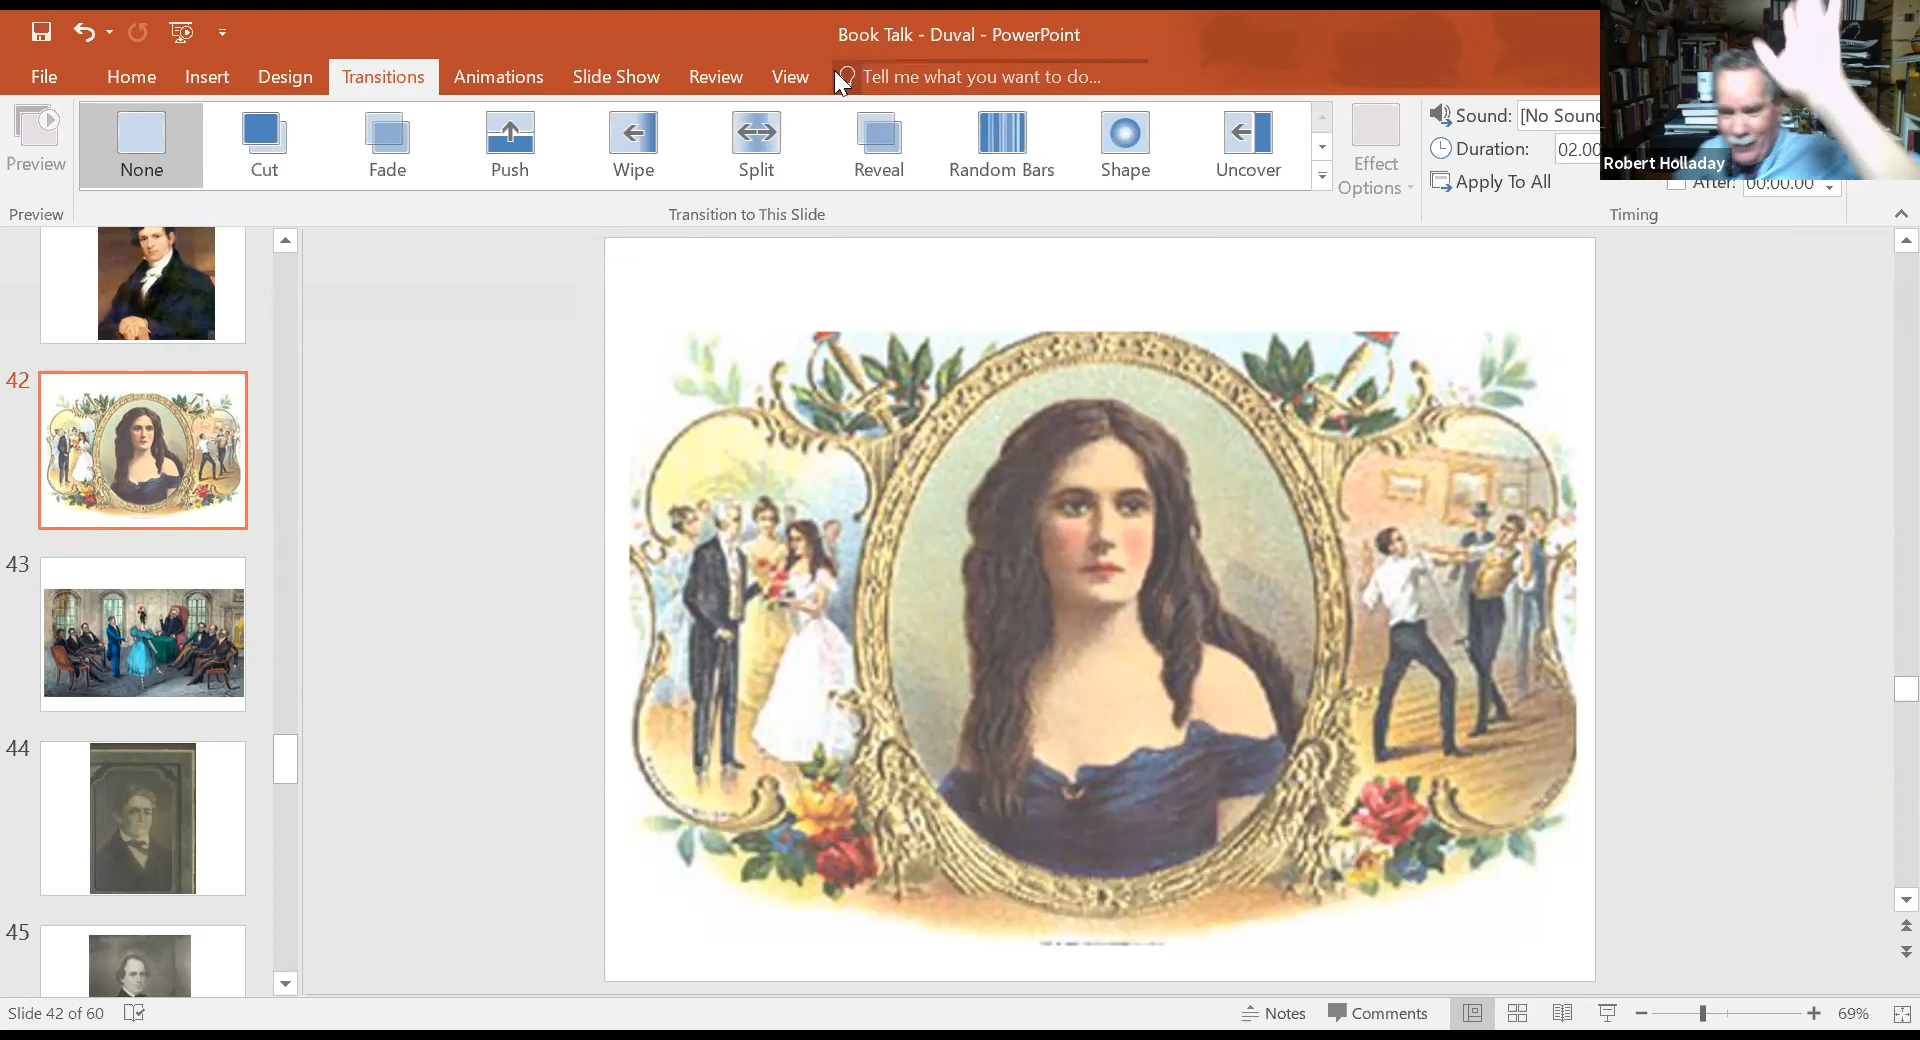 Book Talk - Duval - PowerPoint
File Home Insert Design Transitions Animations Slide Show Review View Tell me what you want to do...
Preview
None Cut Fade Push Wipe Split Reveal Random Bars Shape Uncover
Effect Options
Sound: [No Soun
Duration: 02.00
Apply To All
After: 00:00.00
Robert Holladay
Preview Transition to This Slide Timing
42
43
44
45
Slide 42 of 60 Notes Comments 69%